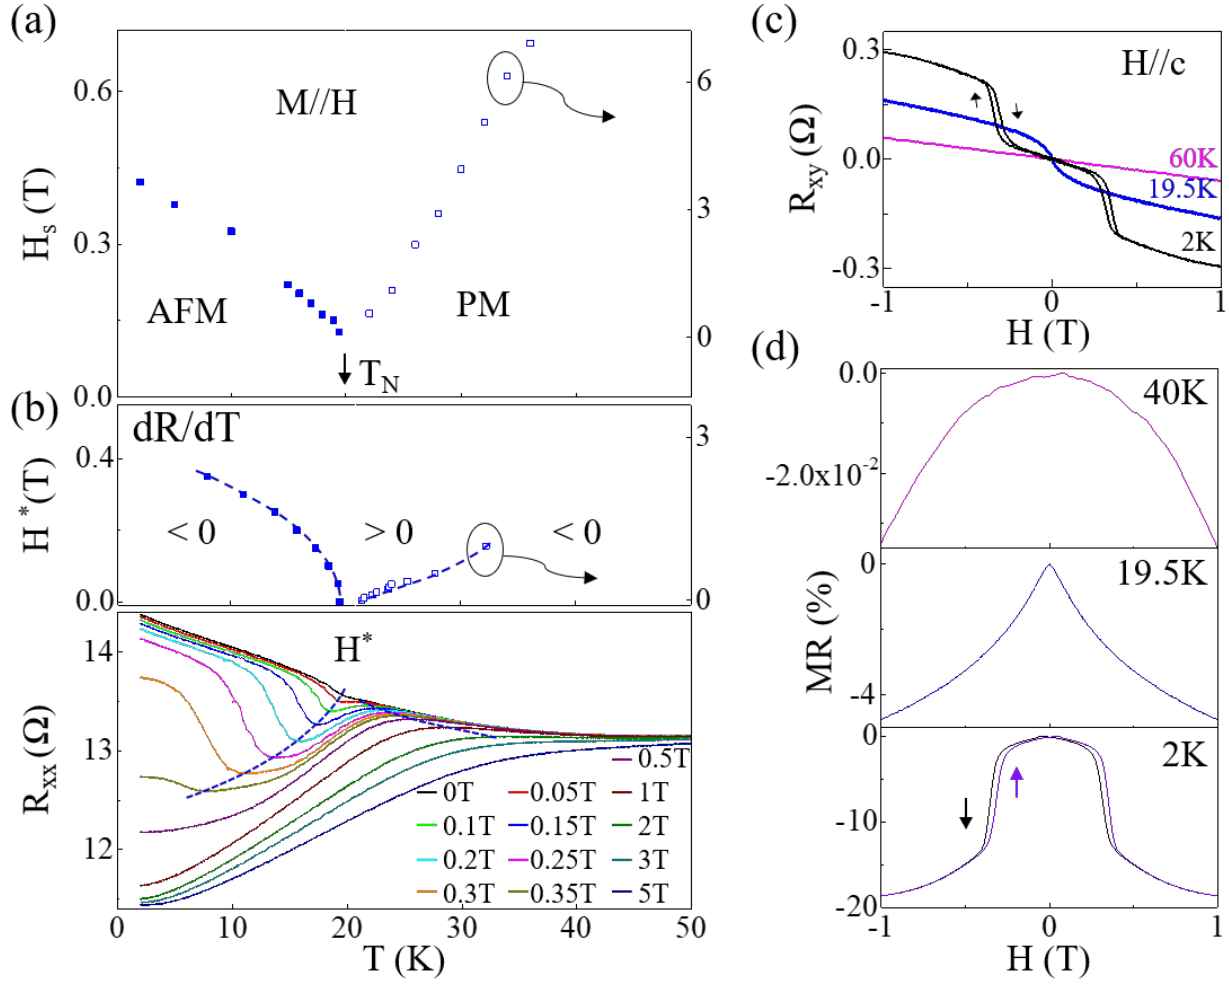 (a)
0.6
0.3
0.0
H_s (T)
M//H
AFM
PM
T_N
6
3
0
(b)
dR/dT
0.4
0.0
H^*(T)
< 0
> 0
< 0
3
0
14
13
12
R_xx (Ω)
H^*
0.5T
0T
0.05T
1T
0.1T
0.15T
2T
0.2T
0.25T
3T
0.3T
0.35T
5T
0
10
20
30
40
50
T (K)
(c)
0.3
0.0
-0.3
R_xy (Ω)
H//c
60K
19.5K
2K
-1
0
1
H (T)
(d)
0.0
-2.0x10^-2
40K
0
-4
19.5K
MR (%)
0
-10
-20
2K
-1
0
1
H (T)